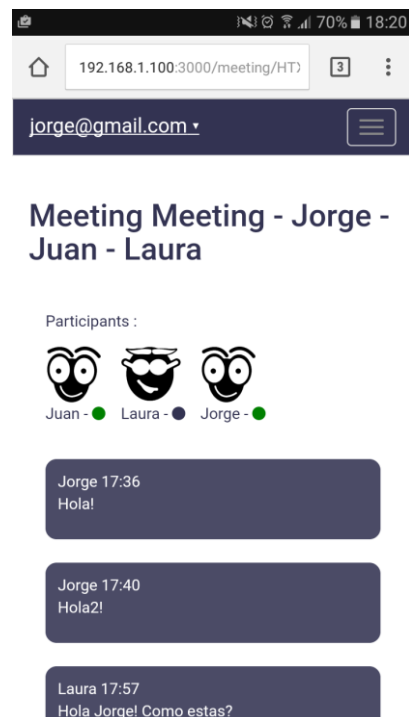 70% 18:20
192.168.1.100:3000/meeting/HT
3
jorge@gmail.com
Meeting Meeting - Jorge -
Juan - Laura
Participants :
Juan - Laura - Jorge -
Jorge 17:36
Hola!
Jorge 17:40
Hola2!
Laura 17:57
Hola Jorge! Como estas?